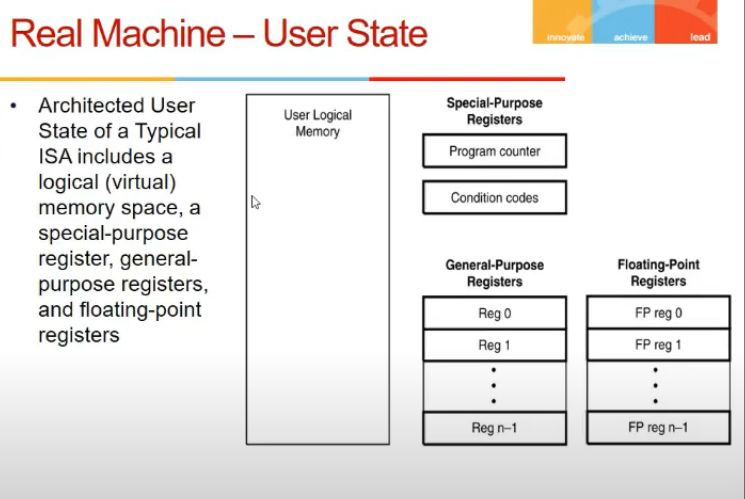 Real Machine – User State
innovate achieve lead
• Architected User
State of a Typical
ISA includes a
logical (virtual)
memory space, a
special-purpose
register, general-
purpose registers,
and floating-point
registers
User Logical
Memory
Special-Purpose
Registers
Program counter
Condition codes
General-Purpose
Registers
Reg 0
Reg 1
Reg n–1
Floating-Point
Registers
FP reg 0
FP reg 1
FP reg n–1